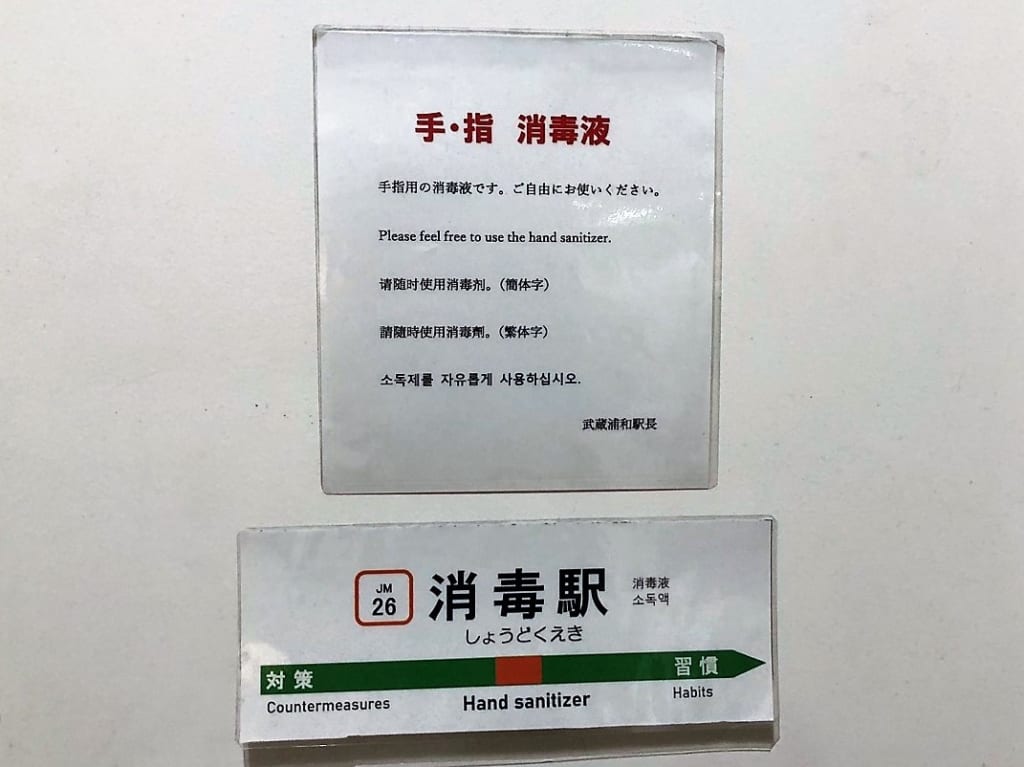 手・指 消毒液
手指用の消毒液です。ご自由にお使いください。
Please feel free to use the hand sanitizer.
请随时使用消毒剂。（簡体字）
請隨時使用消毒劑。（繁体字）
소독제를 자유롭게 사용하십시오.
武蔵浦和駅長
JM
26
消毒駅
消毒液
소독액
しょうどくえき
対策
習慣
Countermeasures
Hand sanitizer
Habits